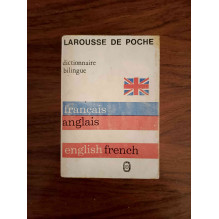 LAROUSSE DE POCHE
dictionnaire
bilingue
français
anglais
english french